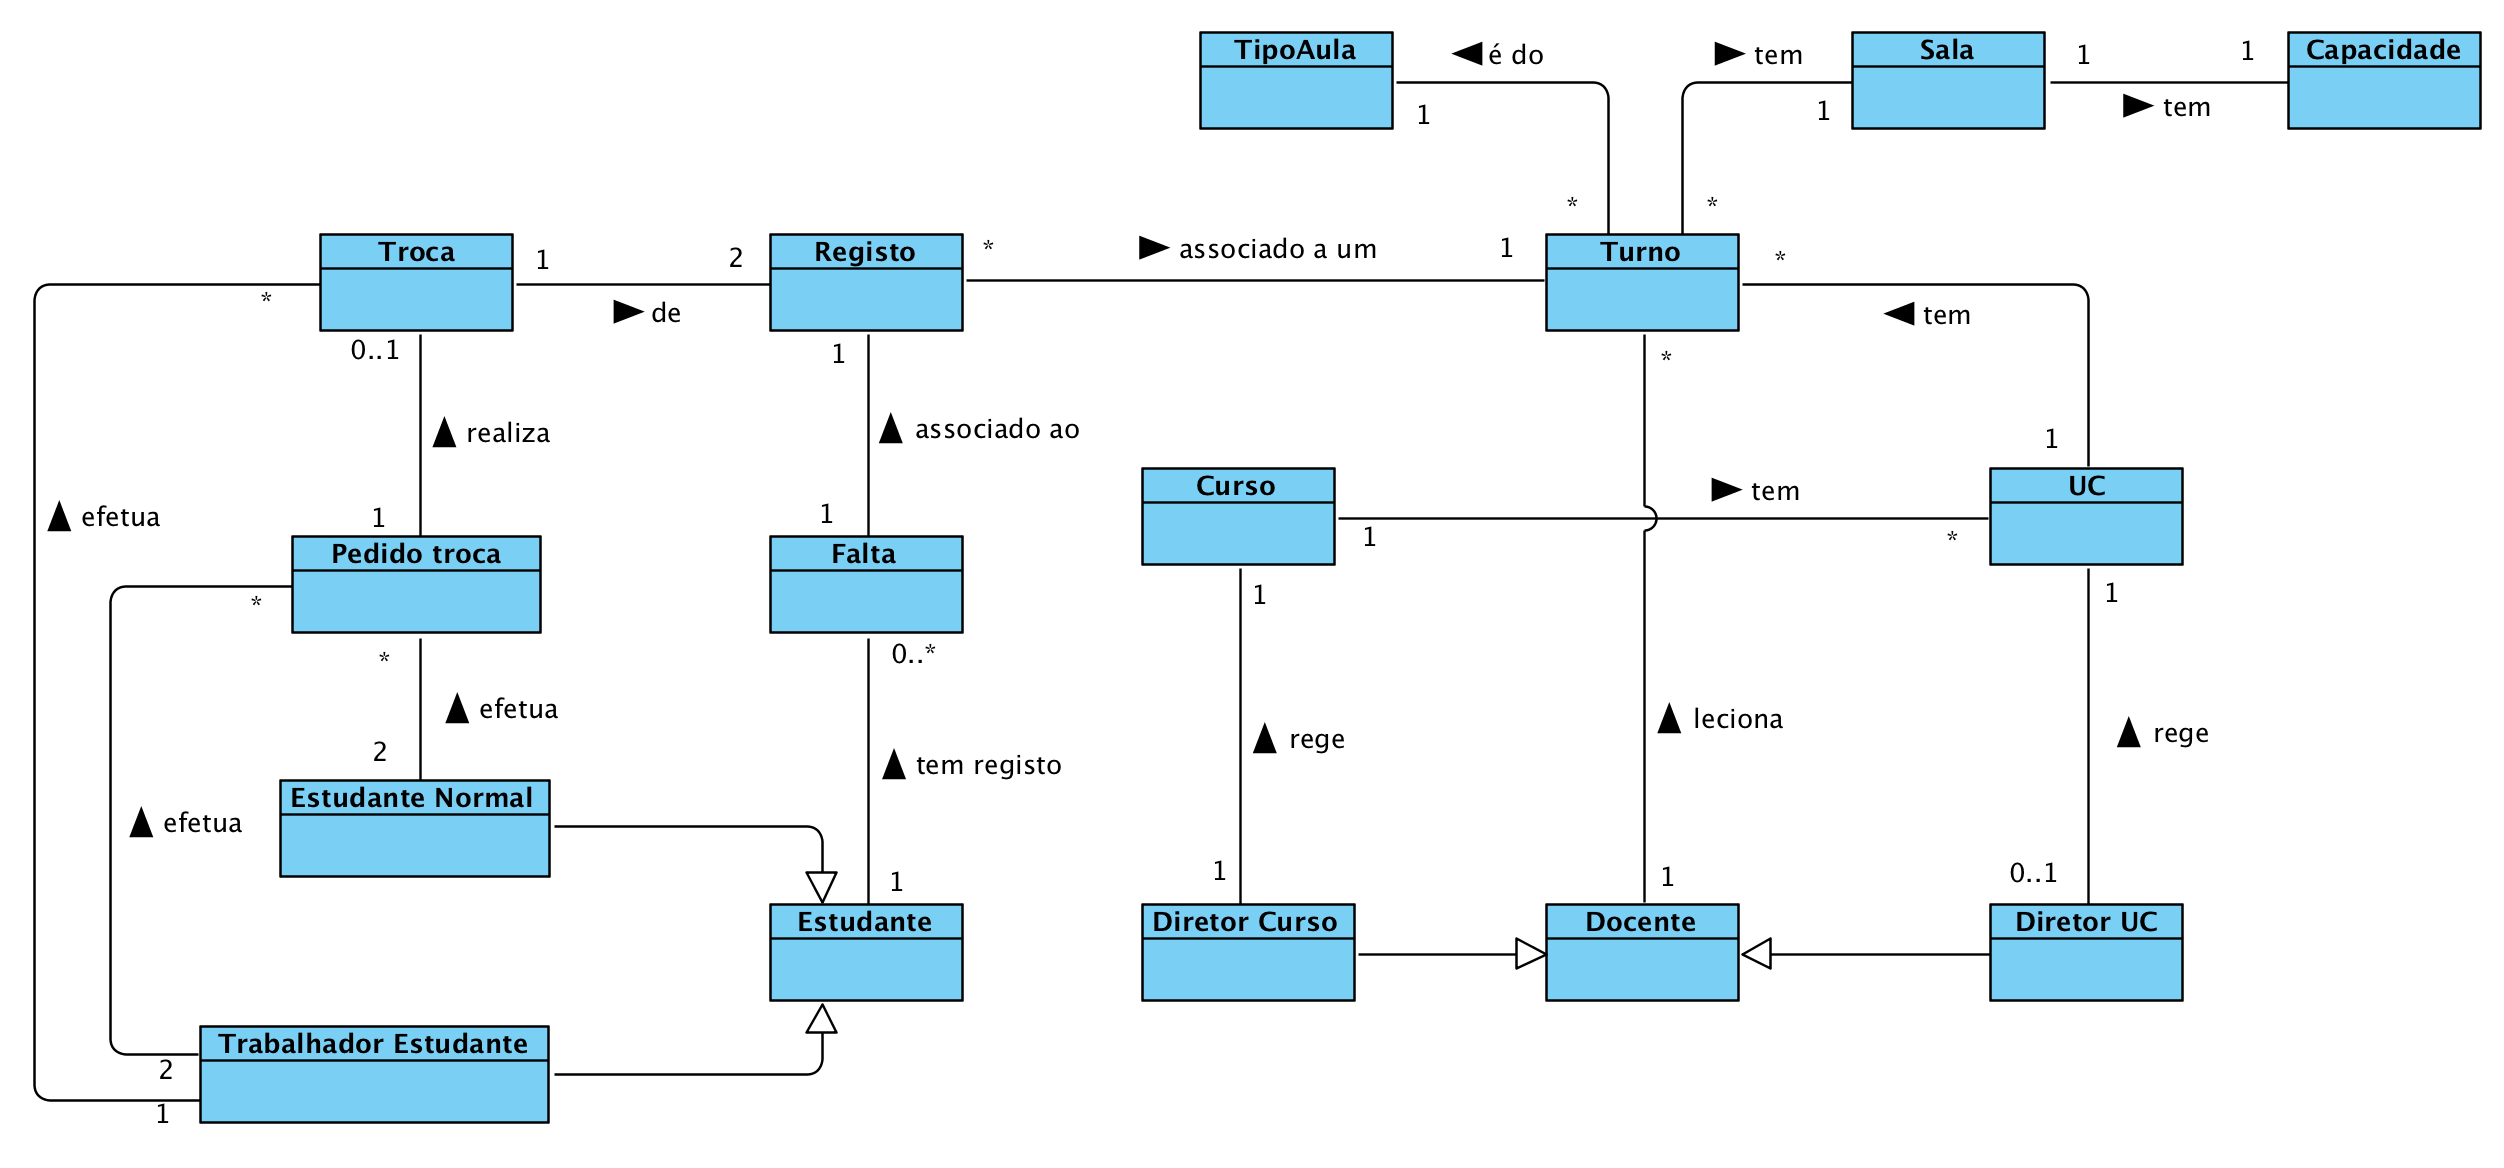 TipoAula
é do
1
*
tem
1
*
Sala
1
1
tem
Capacidade
Troca
1
2
de
*
0..1
Registo
*
associado a um
1
1
Turno
*
tem
*
realiza
1
associado ao
1
efetua
Pedido troca
*
*
Falta
0..*
Curso
tem
1
*
1
1
UC
1
efetua
2
efetua
tem registo
1
rege
1
leciona
1
rege
0..1
Estudante Normal
Estudante
Diretor Curso
Docente
Diretor UC
Trabalhador Estudante
2
1